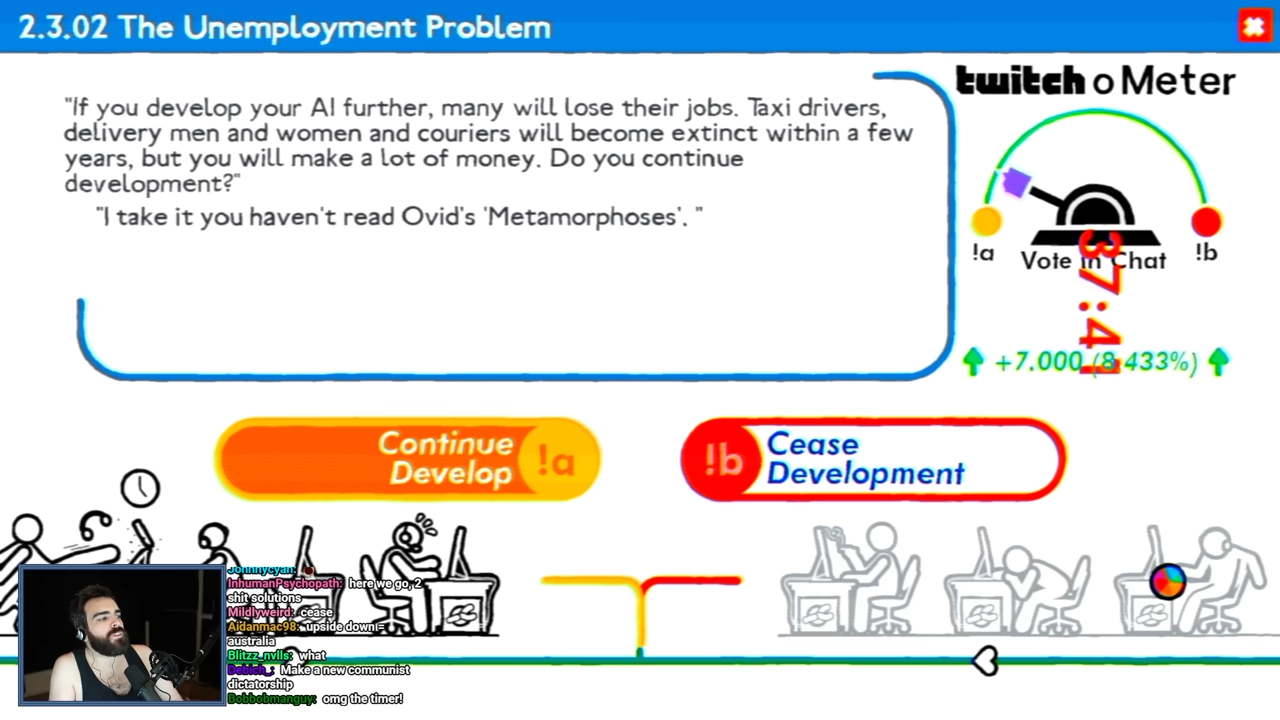 2.3.02 The Unemployment Problem
"If you develop your AI further, many will lose their jobs. Taxi drivers,
delivery men and women and couriers will become extinct within a few
years, but you will make a lot of money. Do you continue
development?"
"I take it you haven't read Ovid's 'Metamorphoses'. "
twitch o Meter
!a
Vote in Chat
!b
+7.000 (8.433%)
Continue
Develop
!a
!b
Cease
Development
Johnnycyan:
InhumanPsychopath: here we go, 2
shit solutions
Mildlyweird: cease
Aidanmac98: upside down =
australia
Blitzz_nvlls: what
Make a new communist
dictatorship
Bobbobmanguy: omg the timer!